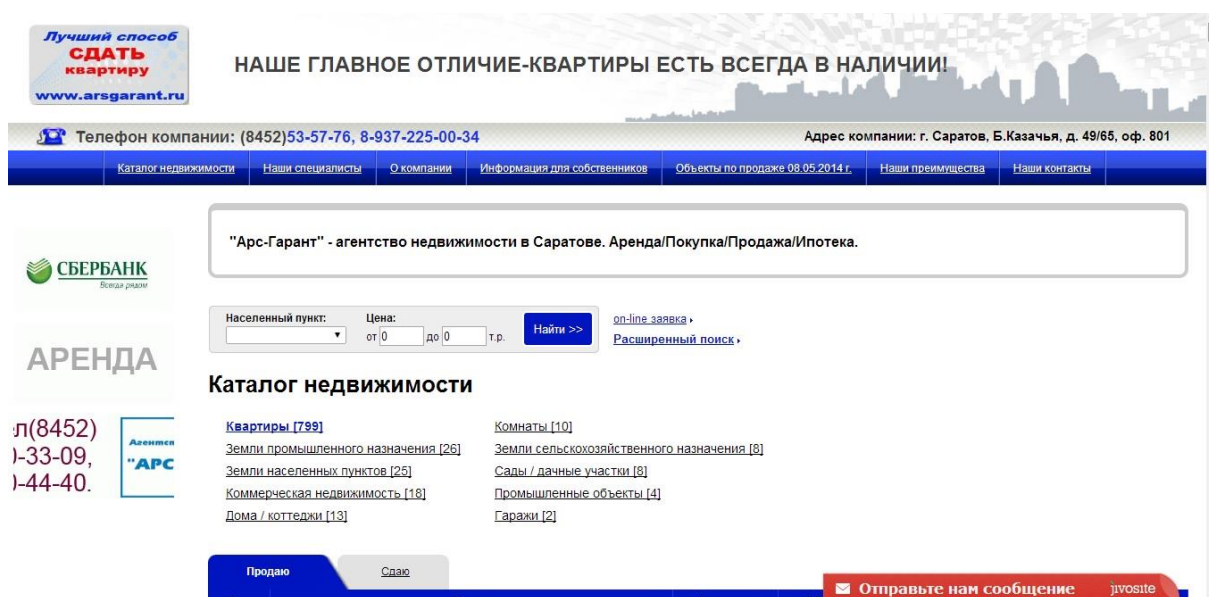 Лучший способ
СДАТЬ
квартиру
www.arsgarant.ru
НАШЕ ГЛАВНОЕ ОТЛИЧИЕ-КВАРТИРЫ ЕСТЬ ВСЕГДА В НАЛИЧИИ!
Телефон компании: (8452)53-57-76, 8-937-225-00-34
Адрес компании: г. Саратов, Б.Казачья, д. 49/65, оф. 801
Каталог недвижимости Наши специалисты О компании Информация для собственников Объекты по продаже 08.05.2014 г. Наши преимущества Наши контакты
"Арс-Гарант" - агентство недвижимости в Саратове. Аренда/Покупка/Продажа/Ипотека.
СБЕРБАНК
Всегда рядом
Населенный пункт: Цена:
от 0 до 0 т.р. Найти >>
on-line заявка
Расширенный поиск
АРЕНДА
Каталог недвижимости
Квартиры [799] Комнаты [10]
Земли промышленного назначения [26] Земли сельскохозяйственного назначения [8]
Земли населенных пунктов [25] Сады / дачные участки [8]
Коммерческая недвижимость [18] Промышленные объекты [4]
Дома / коттеджи [13] Гаражи [2]
(8452)
-33-09,
-44-40.
"АРС
Продаю Сдаю
Отправьте нам сообщение jivosite